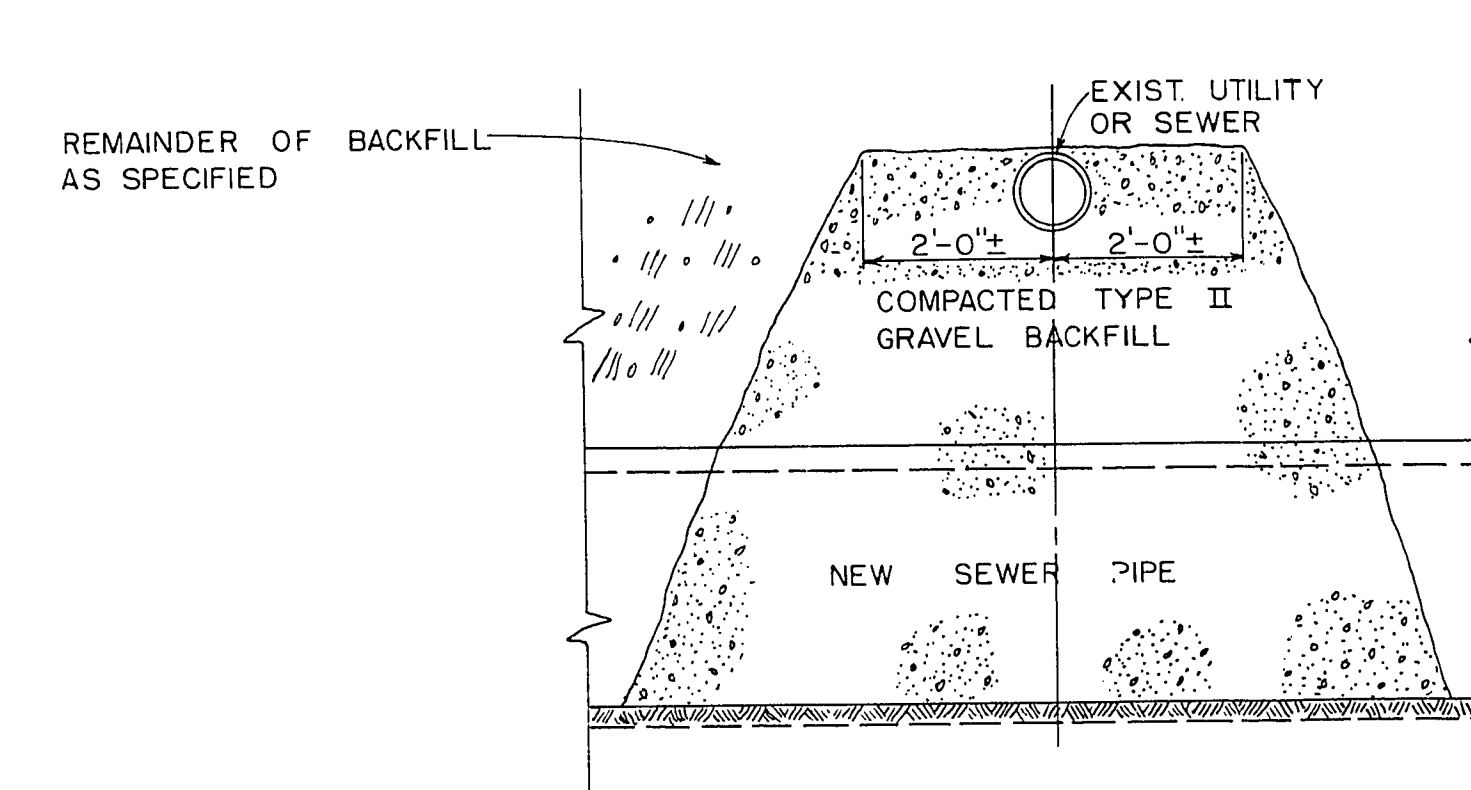 EXIST. UTILITY
OR SEWER
REMAINDER OF BACKFILL
AS SPECIFIED
2'-0"± 2'-0"±
COMPACTED TYPE II
GRAVEL BACKFILL
NEW SEWER PIPE